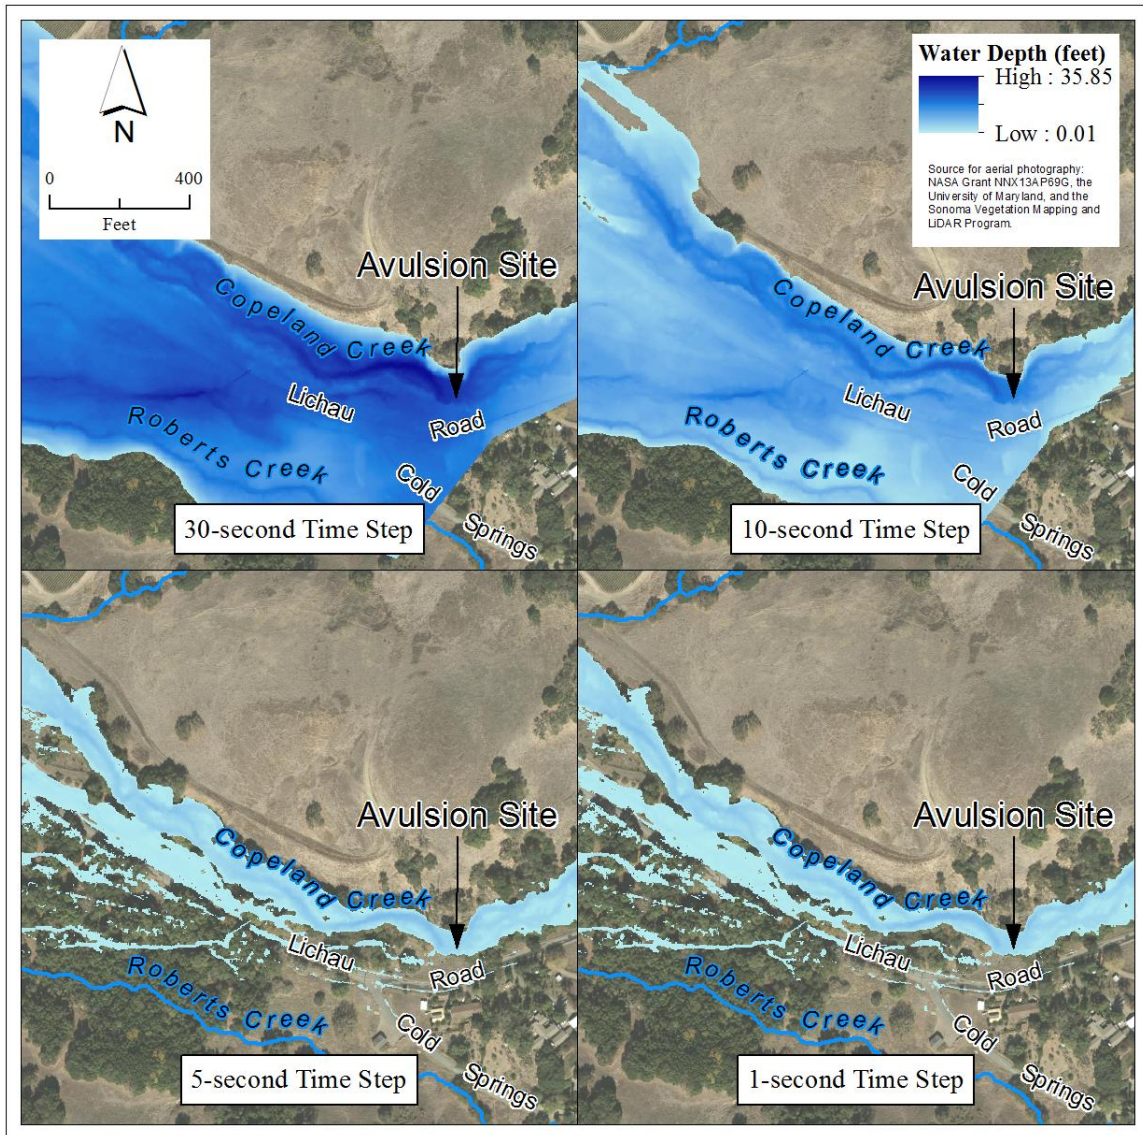 N
0 400
Feet
Avulsion Site
Copeland Creek
Lichau
Road
Roberts Creek
Cold
Springs
30-second Time Step
Water Depth (feet)
High : 35.85
Low : 0.01
Source for aerial photography:
NASA Grant NNX13AP69G, the
University of Maryland, and the
Sonoma Vegetation Mapping and
LiDAR Program.
Avulsion Site
Copeland Creek
Lichau
Road
Roberts Creek
Cold
Springs
10-second Time Step
Avulsion Site
Copeland Creek
Lichau
Road
Roberts Creek
Cold
Springs
5-second Time Step
Avulsion Site
Copeland Creek
Lichau
Road
Roberts Creek
Cold
Springs
1-second Time Step